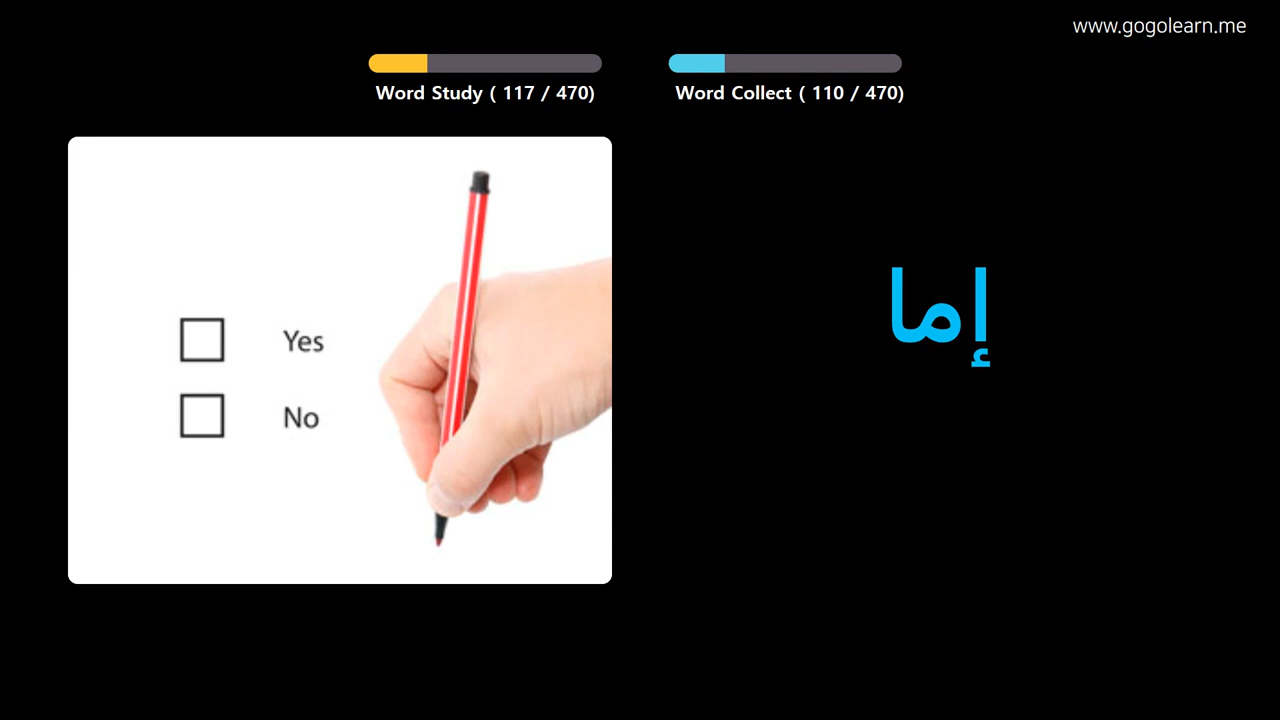 www.gogolearn.me
Word Study ( 117 / 470)
Word Collect ( 110 / 470)
Yes
No
إما